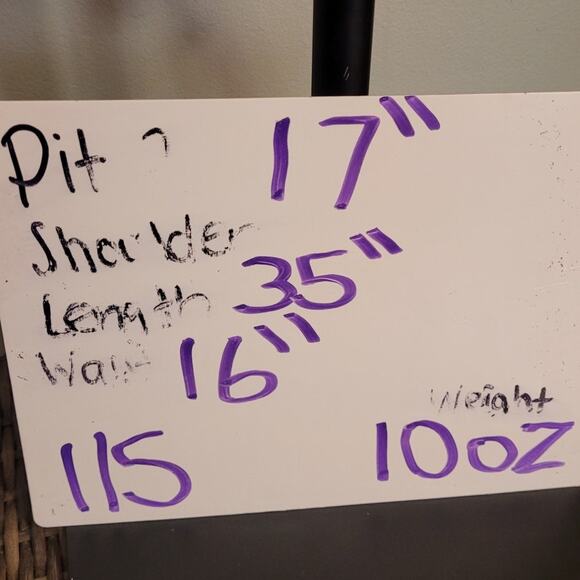 Pit 17"
Shoulder
Length 35"
Waist 16"
Weight
115 10oz